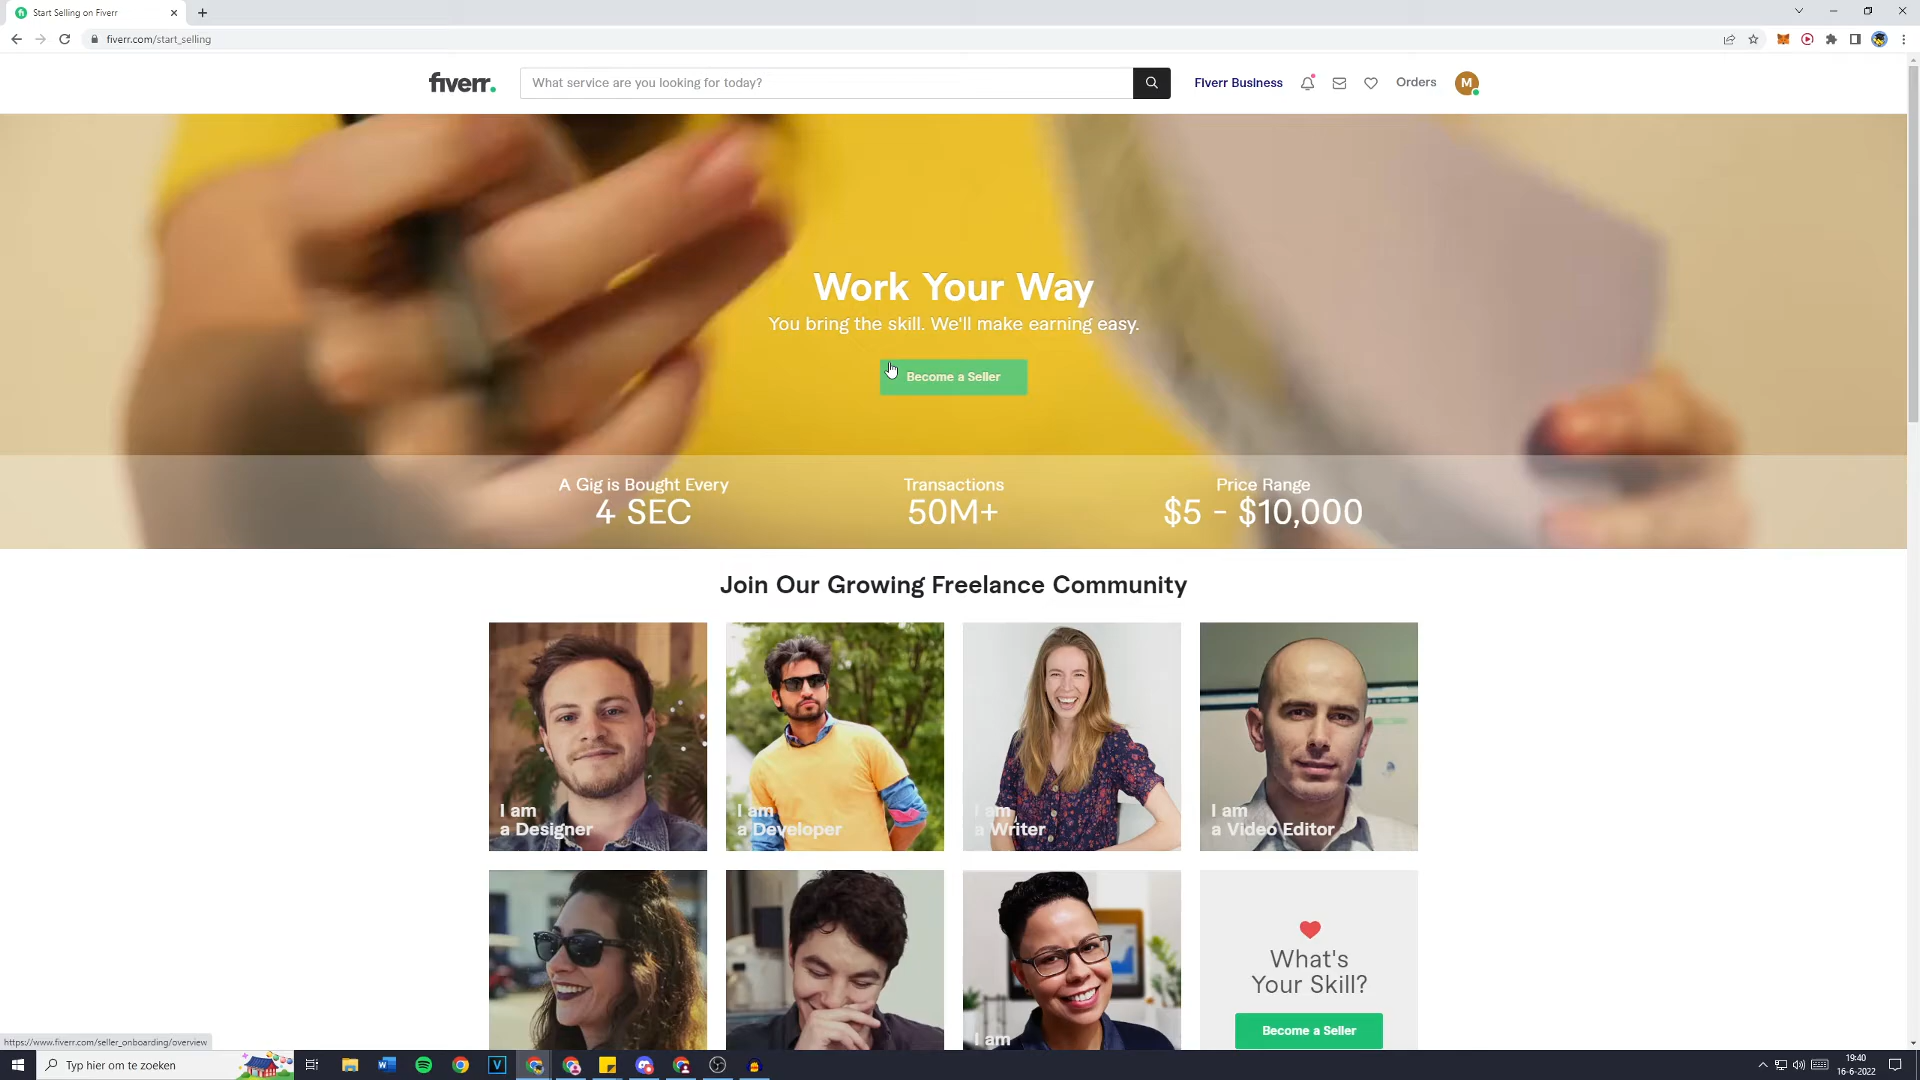 Start Selling on Fiverr
fiverr.com/start_selling
fiverr.
What service are you looking for today?
Fiverr Business
Orders
M
Work Your Way
You bring the skill. We'll make earning easy.
Become a Seller
A Gig is Bought Every
4 SEC
Transactions
50M+
Price Range
$5 - $10,000
Join Our Growing Freelance Community
I am
a Designer
I am
a Developer
I am
a Writer
I am
a Video Editor
I am
What's
Your Skill?
Become a Seller
https://www.fiverr.com/seller_onboarding/overview
Typ hier om te zoeken
19:40
16-6-2022